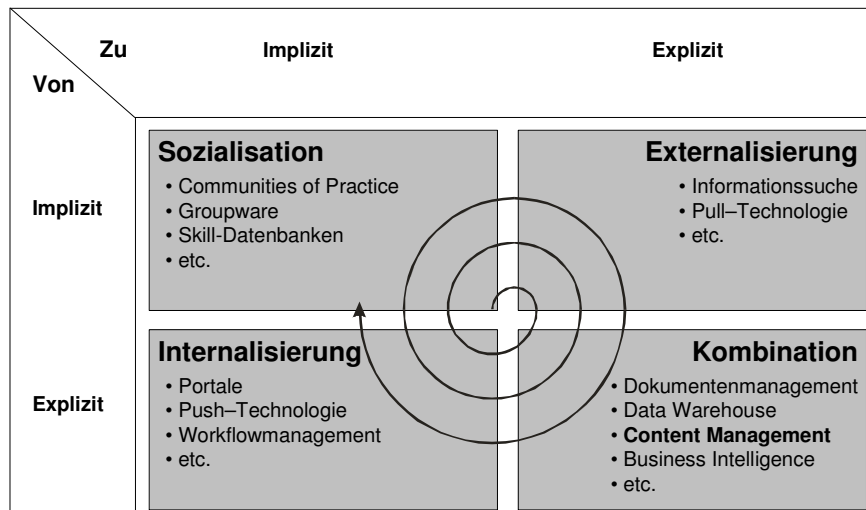 Zu
Implizit
Explizit
Von
Implizit
Sozialisation
• Communities of Practice
• Groupware
• Skill-Datenbanken
• etc.
Externalisierung
• Informationssuche
• Pull–Technologie
• etc.
Explizit
Internalisierung
• Portale
• Push–Technologie
• Workflowmanagement
• etc.
Kombination
• Dokumentenmanagement
• Data Warehouse
• Content Management
• Business Intelligence
• etc.